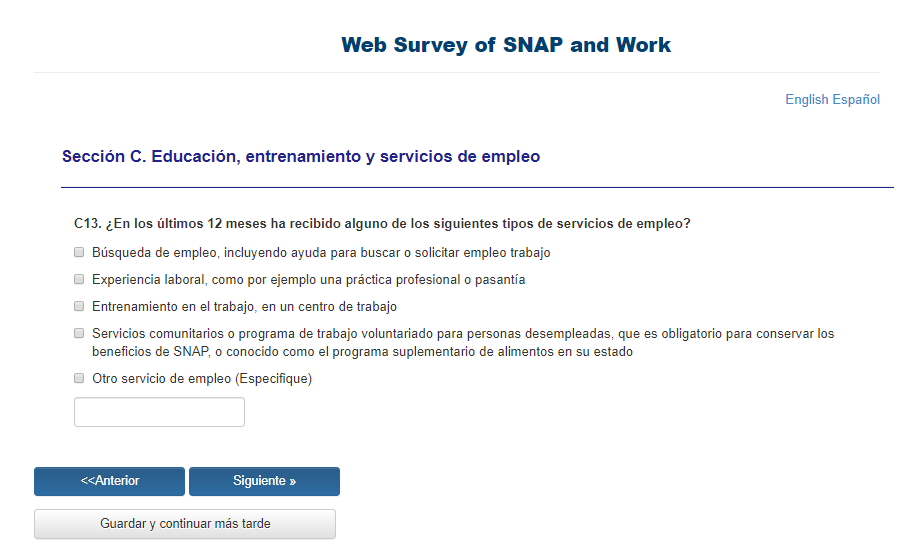 Web Survey of SNAP and Work
English Español
Sección C. Educación, entrenamiento y servicios de empleo
C13. ¿En los últimos 12 meses ha recibido alguno de los siguientes tipos de servicios de empleo?
Búsqueda de empleo, incluyendo ayuda para buscar o solicitar empleo trabajo
Experiencia laboral, como por ejemplo una práctica profesional o pasantía
Entrenamiento en el trabajo, en un centro de trabajo
Servicios comunitarios o programa de trabajo voluntariado para personas desempleadas, que es obligatorio para conservar los
beneficios de SNAP, o conocido como el programa suplementario de alimentos en su estado
Otro servicio de empleo (Especifique)
<<Anterior
Siguiente »
Guardar y continuar más tarde